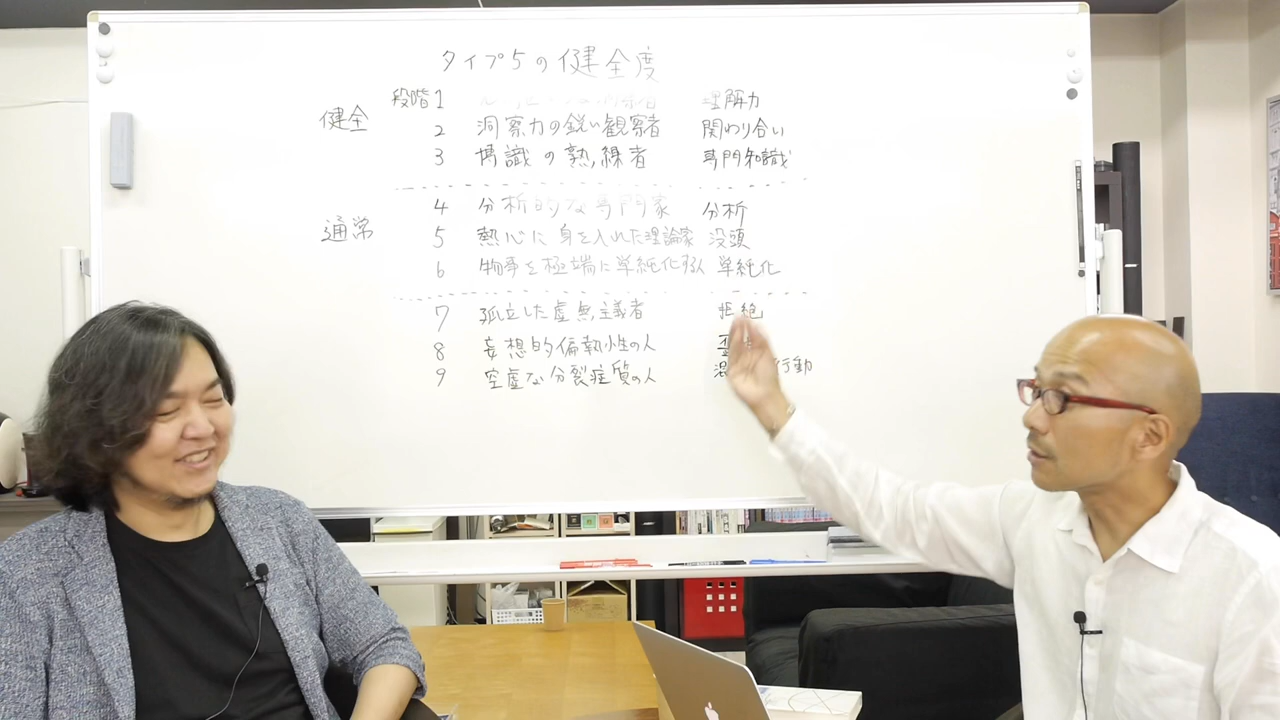 タイプ5の健全度
健全 段階1 理解力
2 洞察力の鋭い観察者 関わり合い
3 博識の熟練者 専門知識
通常 4 分析的な専門家 分析
5 熱心に身を入れた理論家 没頭
6 物事を極端に単純化する人 単純化
7 孤立した虚無主義者 拒絶
8 妄想的偏執性の人
9 空虚な分裂症質の人 行動